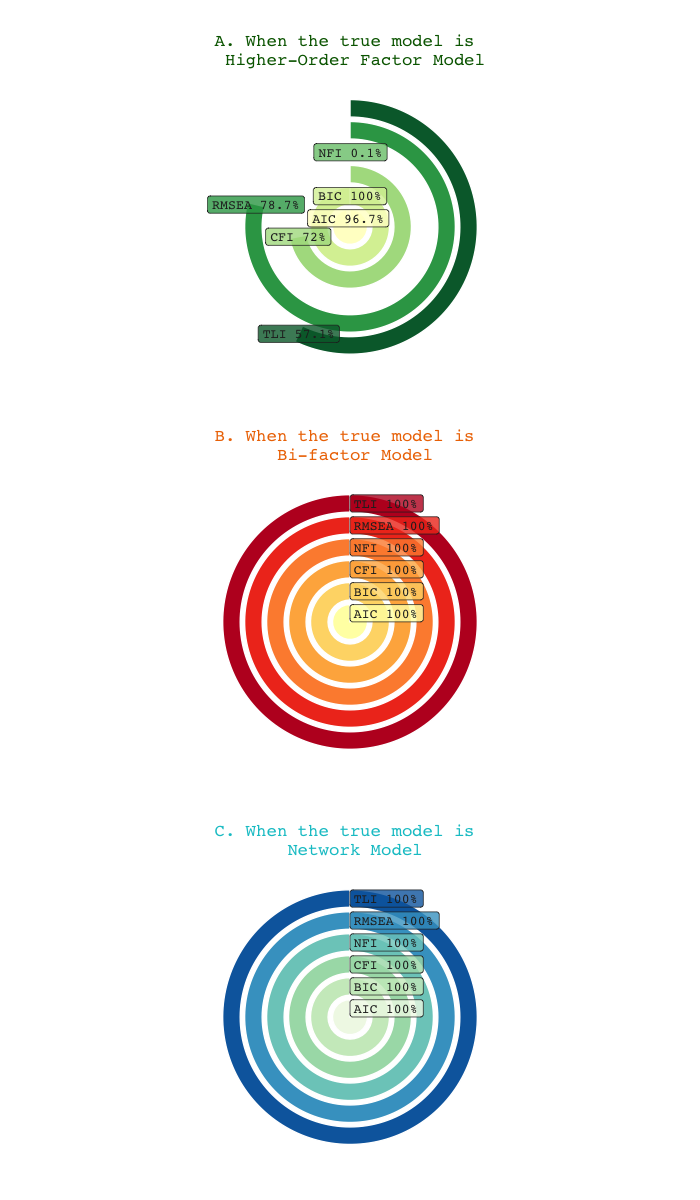 A. When the true model is
Higher-Order Factor Model
NFI 0.1%
BIC 100%
RMSEA 78.7%
AIC 96.7%
CFI 72%
TLI 57.1%
B. When the true model is
Bi-factor Model
TLI 100%
RMSEA 100%
NFI 100%
CFI 100%
BIC 100%
AIC 100%
C. When the true model is
Network Model
TLI 100%
RMSEA 100%
NFI 100%
CFI 100%
BIC 100%
AIC 100%